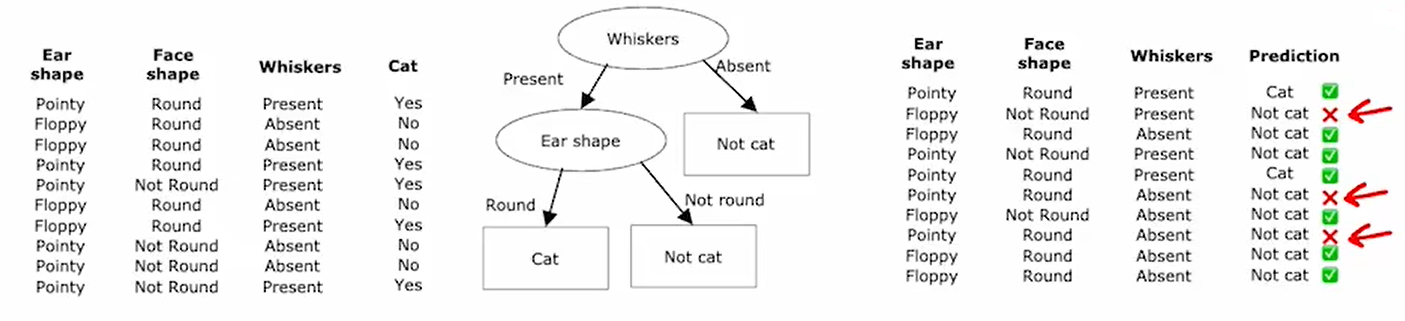 Ear shape Face shape Whiskers Cat
Pointy Round Present Yes
Floppy Round Absent No
Floppy Round Absent No
Pointy Round Present Yes
Pointy Not Round Present Yes
Floppy Round Absent No
Floppy Round Present Yes
Pointy Not Round Absent No
Pointy Not Round Absent No
Pointy Not Round Present Yes
Whiskers
Present Absent
Ear shape
Not cat
Round Not round
Cat
Not cat
Ear shape Face shape Whiskers Prediction
Pointy Round Present Cat
Floppy Not Round Present Not cat
Floppy Round Absent Not cat
Pointy Not Round Present Not cat
Pointy Round Present Cat
Pointy Round Absent Not cat
Floppy Not Round Absent Not cat
Pointy Round Absent Not cat
Floppy Round Absent Not cat
Floppy Round Absent Not cat